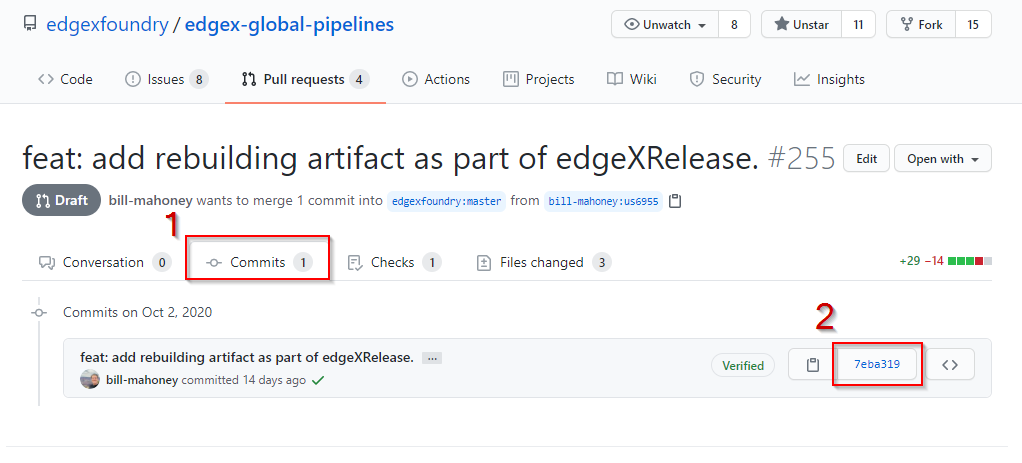 edgexfoundry / edgex-global-pipelines Unwatch 8 Unstar 11 Fork 15
Code Issues 8 Pull requests 4 Actions Projects Wiki Security Insights
feat: add rebuilding artifact as part of edgeXRelease. #255 Edit Open with
Draft bill-mahoney wants to merge 1 commit into edgexfoundry:master from bill-mahoney:us6955
1
Conversation 0 Commits 1 Checks 1 Files changed 3 +29 −14
Commits on Oct 2, 2020
2
feat: add rebuilding artifact as part of edgeXRelease. ...
bill-mahoney committed 14 days ago Verified 7eba319